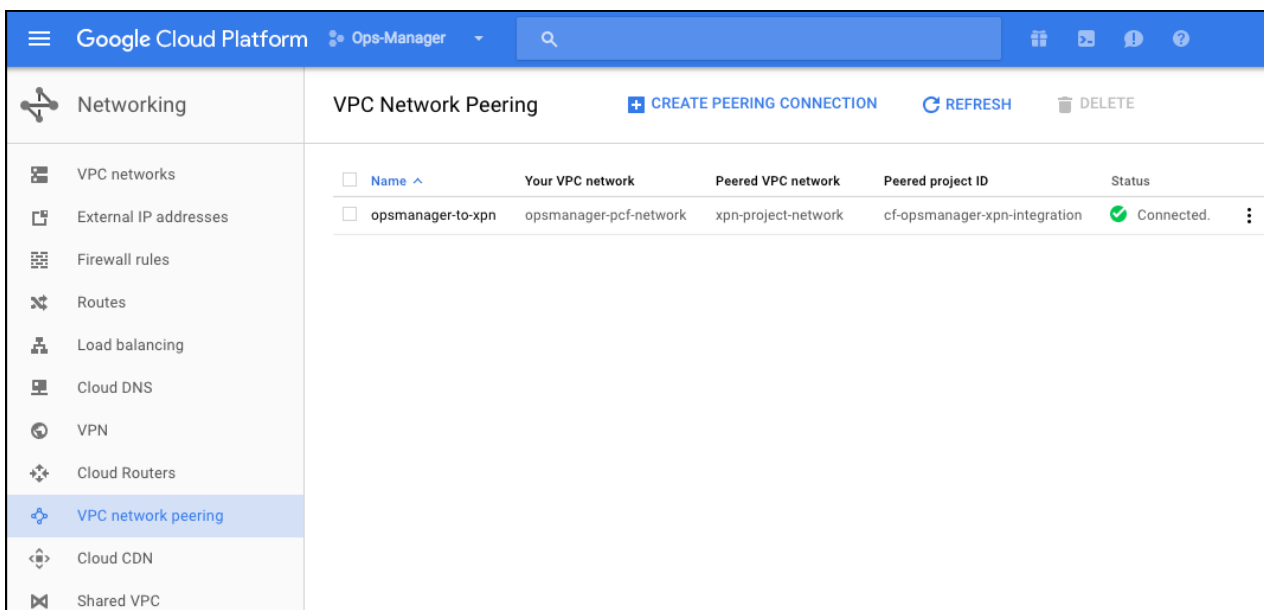 Google Cloud Platform Ops-Manager
Networking
VPC Network Peering CREATE PEERING CONNECTION REFRESH DELETE
VPC networks
External IP addresses
Firewall rules
Routes
Load balancing
Cloud DNS
VPN
Cloud Routers
VPC network peering
Cloud CDN
Shared VPC
Name Your VPC network Peered VPC network Peered project ID Status
opsmanager-to-xpn opsmanager-pcf-network xpn-project-network cf-opsmanager-xpn-integration Connected.